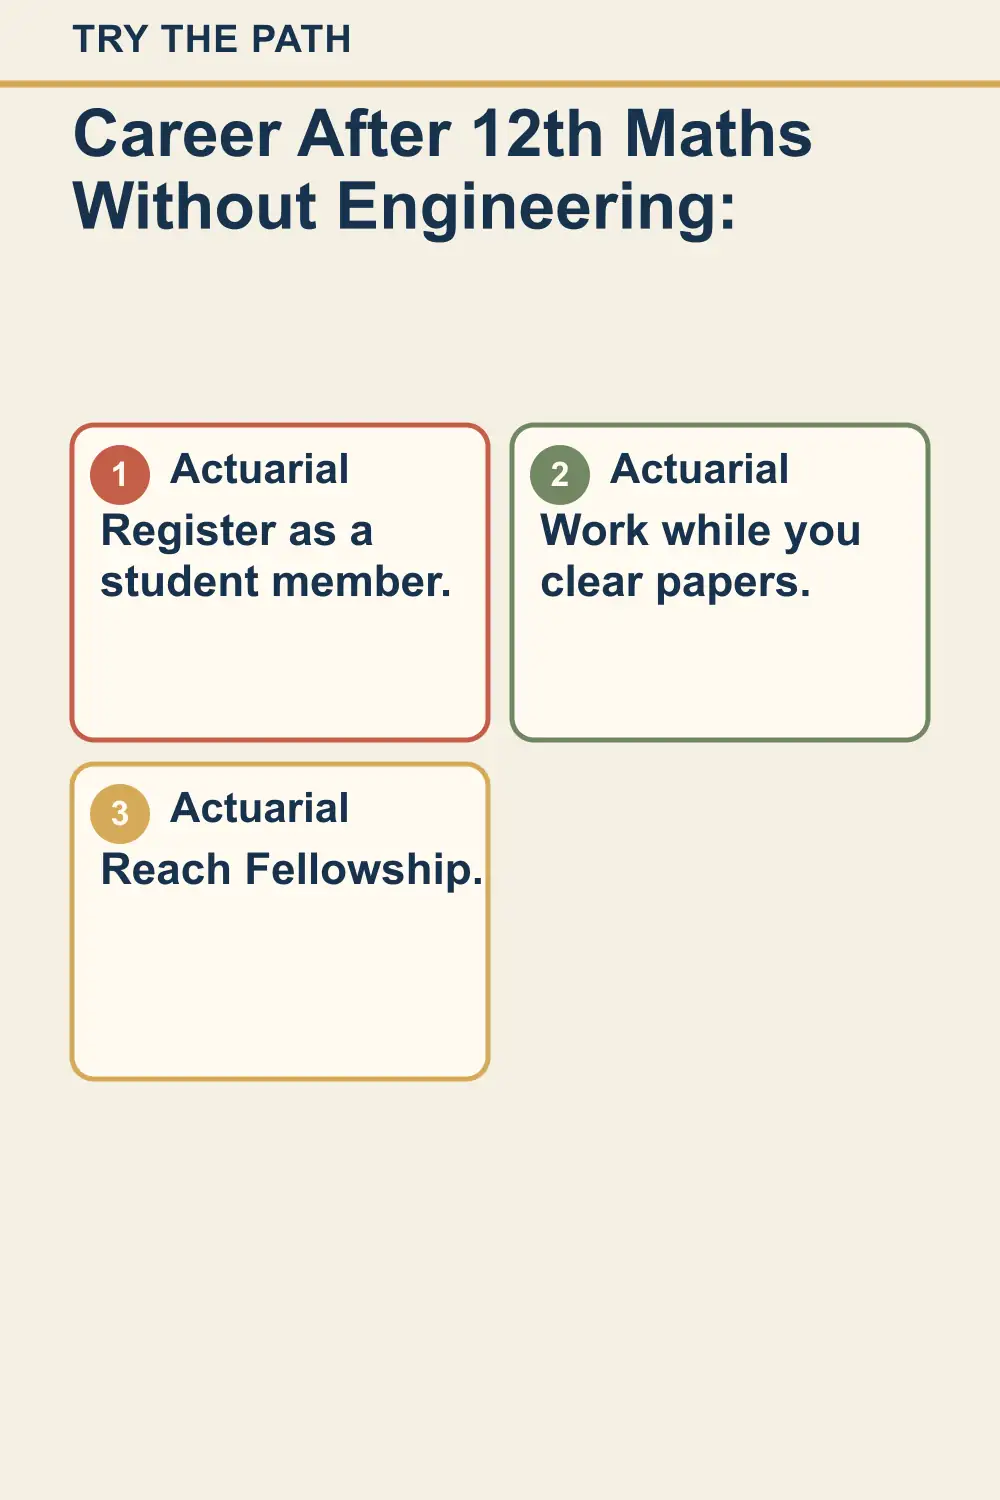 TRY THE PATH
Career After 12th Maths
Without Engineering:
1 Actuarial
Register as a
student member.
2 Actuarial
Work while you
clear papers.
3 Actuarial
Reach Fellowship.